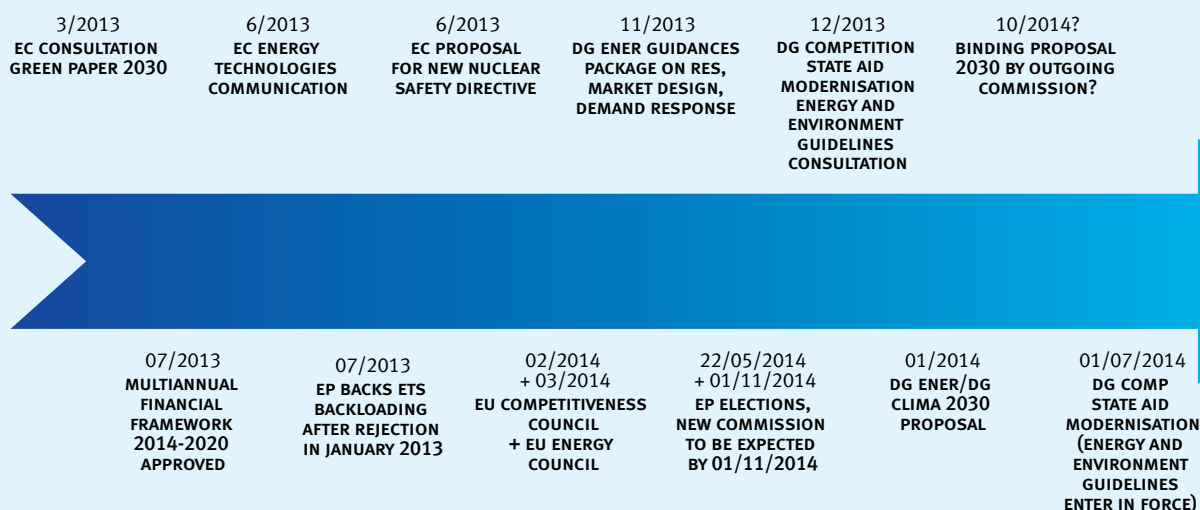 3/2013
EC CONSULTATION
GREEN PAPER 2030
6/2013
EC ENERGY
TECHNOLOGIES
COMMUNICATION
6/2013
EC PROPOSAL
FOR NEW NUCLEAR
SAFETY DIRECTIVE
11/2013
DG ENER GUIDANCES
PACKAGE ON RES,
MARKET DESIGN,
DEMAND RESPONSE
12/2013
DG COMPETITION
STATE AID
MODERNISATION
ENERGY AND
ENVIRONMENT
GUIDELINES
CONSULTATION
10/2014?
BINDING PROPOSAL
2030 BY OUTGOING
COMMISSION?
07/2013
MULTIANNUAL
FINANCIAL
FRAMEWORK
2014-2020
APPROVED
07/2013
EP BACKS ETS
BACKLOADING
AFTER REJECTION
IN JANUARY 2013
02/2014
+ 03/2014
EU COMPETITIVENESS
COUNCIL
+ EU ENERGY
COUNCIL
22/05/2014
+ 01/11/2014
EP ELECTIONS,
NEW COMMISSION
TO BE EXPECTED
BY 01/11/2014
01/2014
DG ENER/DG
CLIMA 2030
PROPOSAL
01/07/2014
DG COMP
STATE AID
MODERNISATION
(ENERGY AND
ENVIRONMENT
GUIDELINES
ENTER IN FORCE)